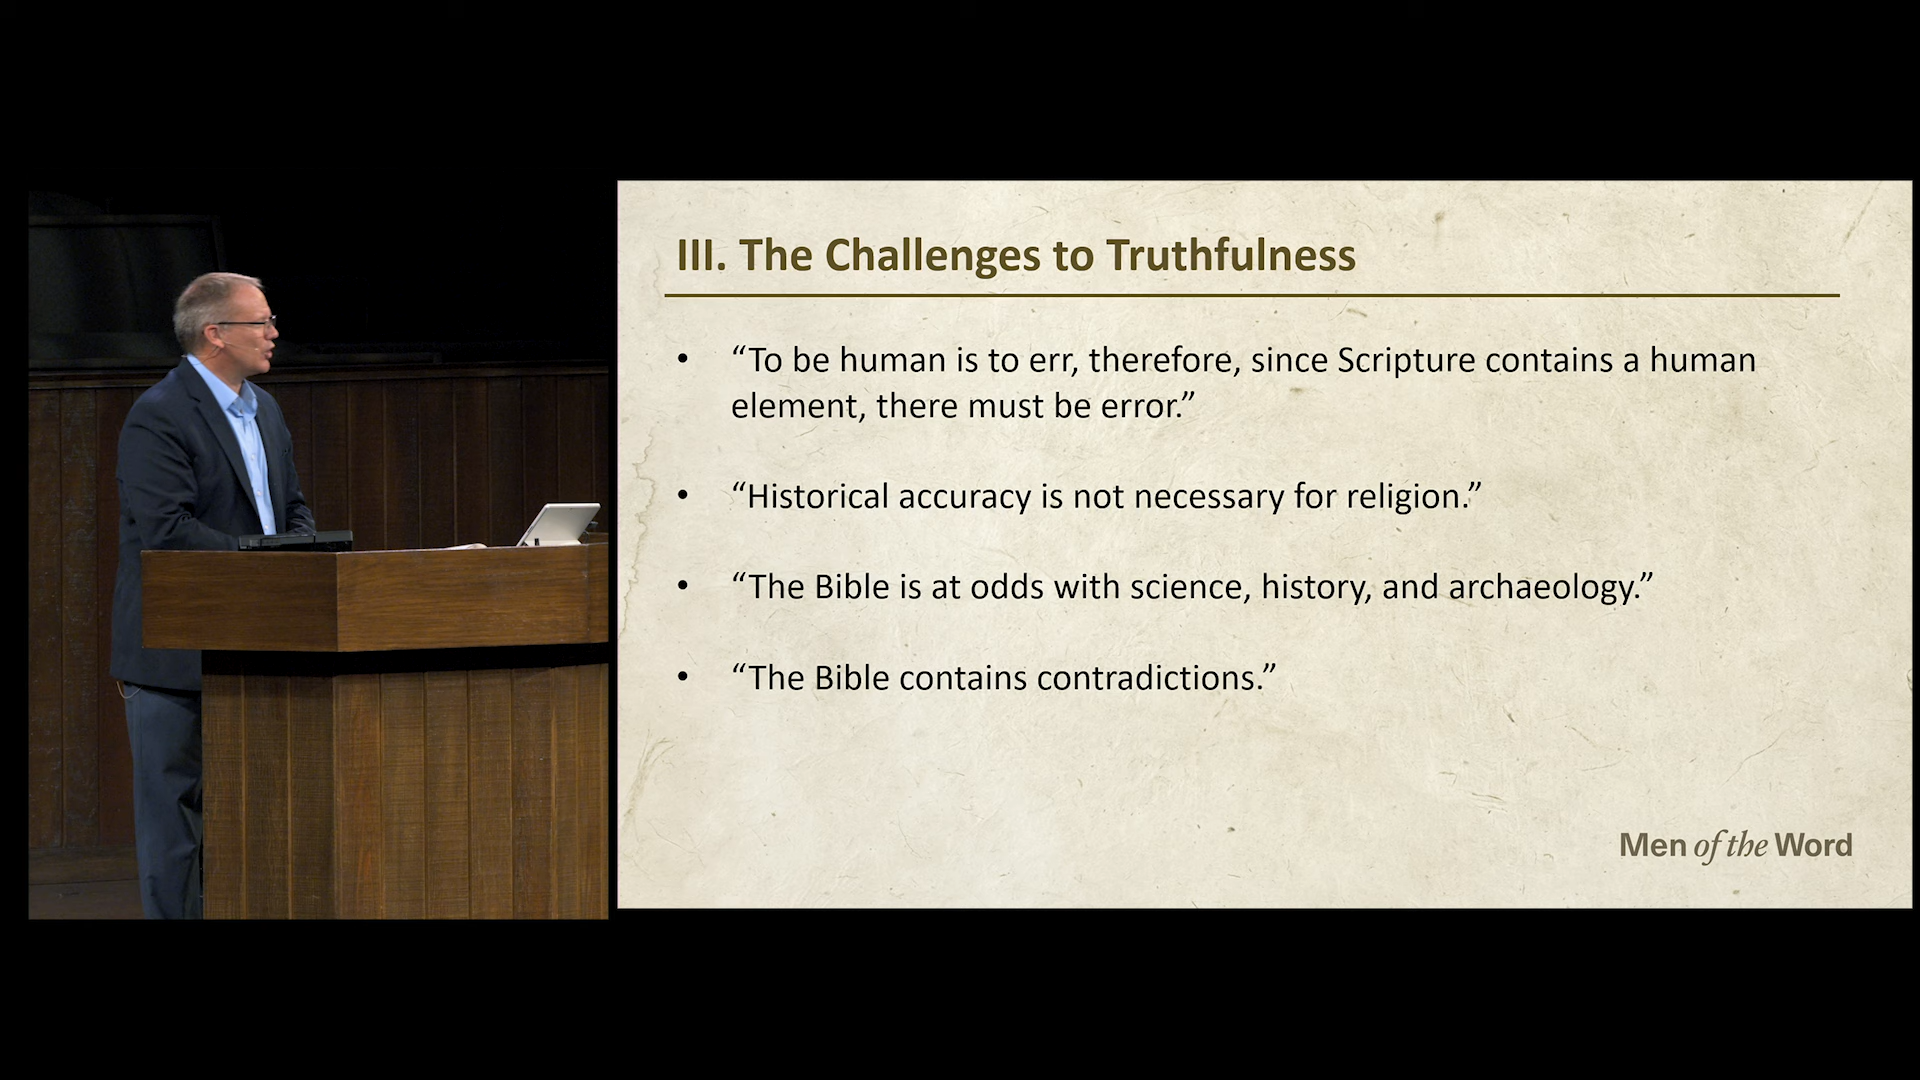 III. The Challenges to Truthfulness
• “To be human is to err, therefore, since Scripture contains a human
element, there must be error.”
• “Historical accuracy is not necessary for religion.”
• “The Bible is at odds with science, history, and archaeology.”
• “The Bible contains contradictions.”
Men of the Word